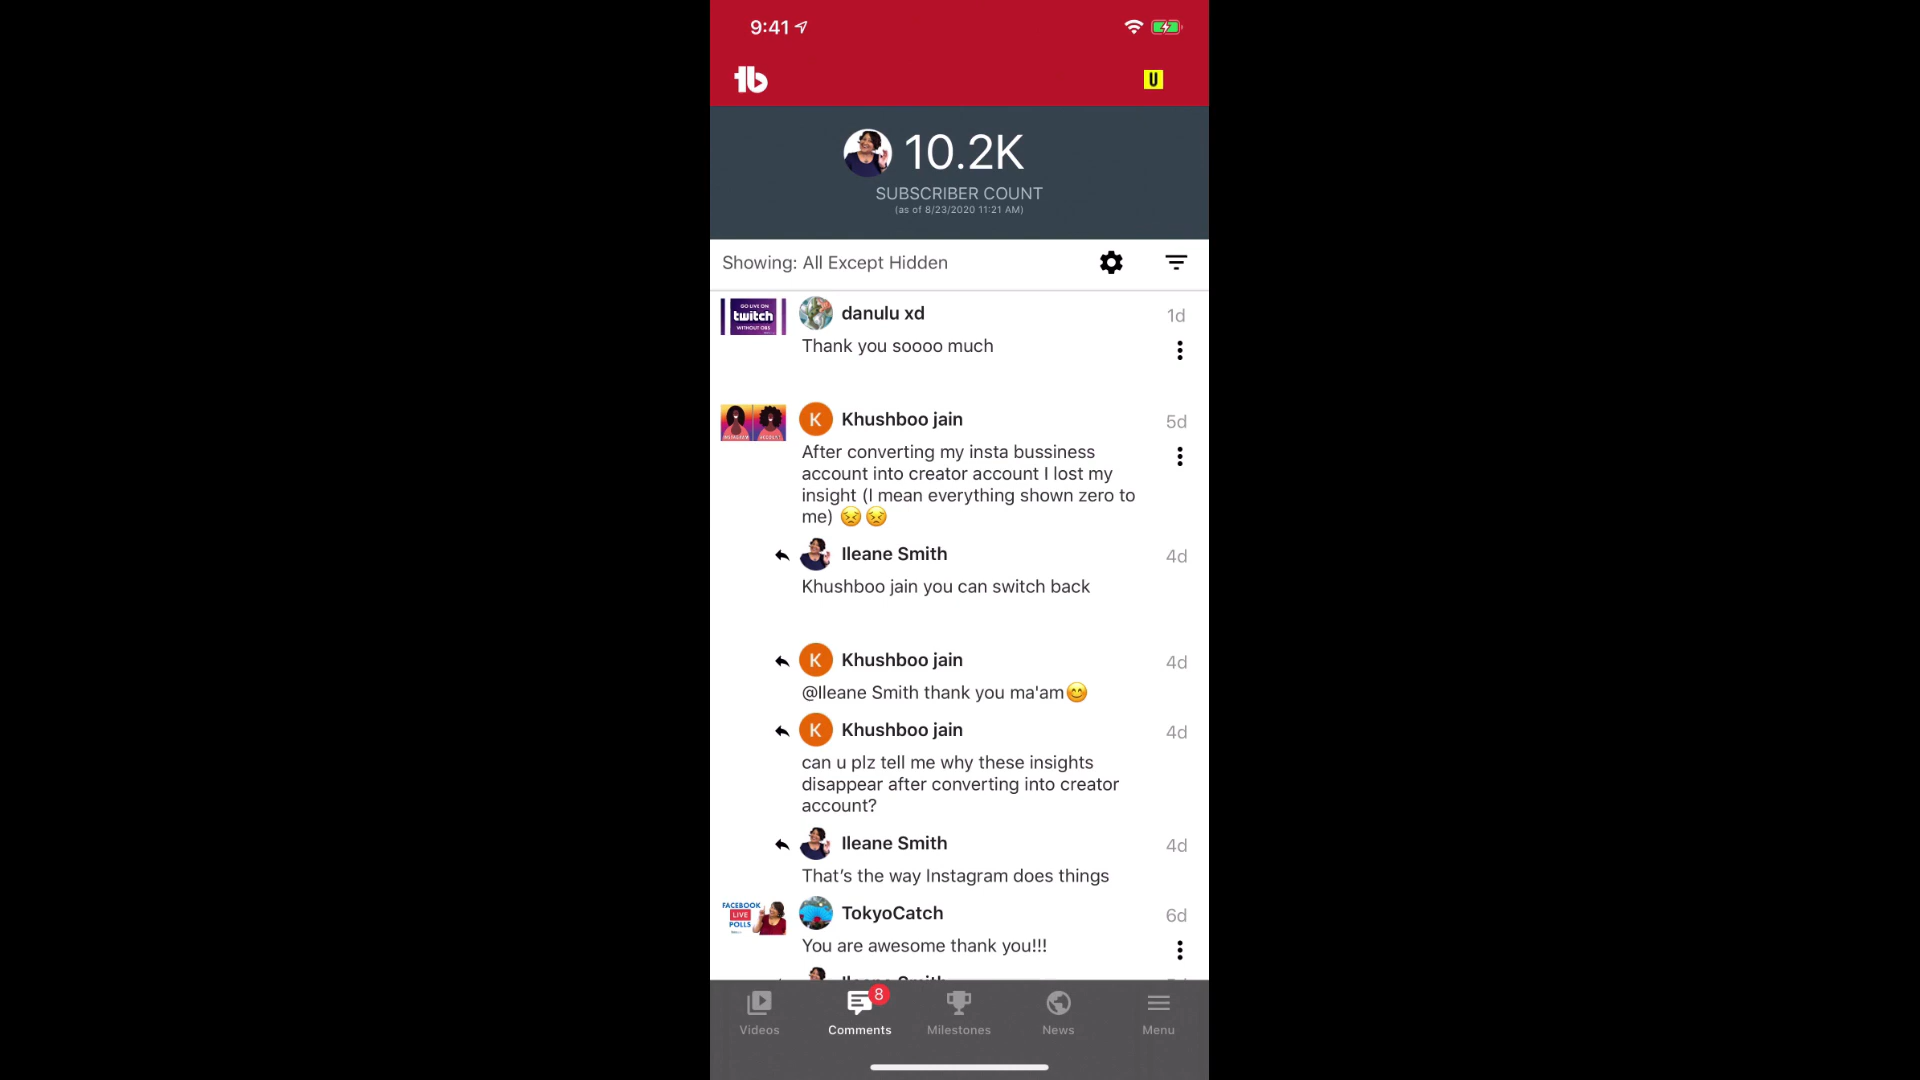 9:41
tb
U
10.2K
SUBSCRIBER COUNT
(as of 8/23/2020 11:21 AM)
Showing: All Except Hidden
GO LIVE ON
twitch
WITHOUT OBS
danulu xd
1d
Thank you soooo much
K
Khushboo jain
5d
After converting my insta bussiness
account into creator account I lost my
insight (I mean everything shown zero to
me) 😣😣
Ileane Smith
4d
Khushboo jain you can switch back
K
Khushboo jain
4d
@Ileane Smith thank you ma'am😊
K
Khushboo jain
4d
can u plz tell me why these insights
disappear after converting into creator
account?
Ileane Smith
4d
That’s the way Instagram does things
FACEBOOK
LIVE
POLLS
TokyoCatch
6d
You are awesome thank you!!!
Ileane Smith
8
Videos
Comments
Milestones
News
Menu